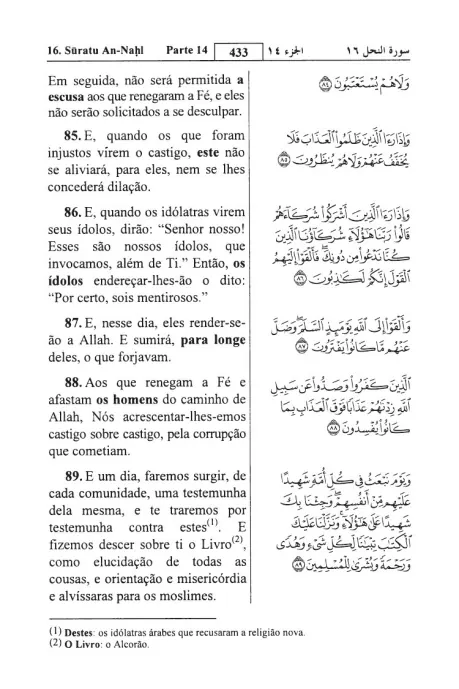 16. Sūratu An-Naḥl Parte 14 433 الجزء ١٤ سورة النحل ١٦
Em seguida, não será permitida a
escusa aos que renegaram a Fé, e eles
não serão solicitados a se desculpar.
وَلَا هُمْ يُسْتَعْتَبُونَ ٨٤
85. E, quando os que foram
injustos virem o castigo, este não
se aliviará, para eles, nem se lhes
concederá dilação.
وَإِذَا رَءَا الَّذِينَ ظَلَمُوا الْعَذَابَ فَلَا
يُخَفَّفُ عَنْهُمْ وَلَا هُمْ يُنظَرُونَ ٨٥
86. E, quando os idólatras virem
seus ídolos, dirão: “Senhor nosso!
Esses são nossos ídolos, que
invocamos, além de Ti.” Então, os
ídolos endereçar-lhes-ão o dito:
“Por certo, sois mentirosos.”
وَإِذَا رَءَا الَّذِينَ أَشْرَكُوا شُرَكَاءَهُمْ
قَالُوا رَبَّنَا هَٰؤُلَاءِ شُرَكَاؤُنَا الَّذِينَ
كُنَّا نَدْعُوا مِن دُونِكَ فَأَلْقَوْا إِلَيْهِمُ
الْقَوْلَ إِنَّكُمْ لَكَاذِبُونَ ٨٦
87. E, nesse dia, eles render-se-
ão a Allah. E sumirá, para longe
deles, o que forjavam.
وَأَلْقَوْا إِلَى اللَّهِ يَوْمَئِذٍ السَّلَمَ وَضَلَّ
عَنْهُم مَّا كَانُوا يَفْتَرُونَ ٨٧
88. Aos que renegam a Fé e
afastam os homens do caminho de
Allah, Nós acrescentar-lhes-emos
castigo sobre castigo, pela corrupção
que cometiam.
الَّذِينَ كَفَرُوا وَصَدُّوا عَن سَبِيلِ
اللَّهِ زِدْنَاهُمْ عَذَابًا فَوْقَ الْعَذَابِ بِمَا
كَانُوا يُفْسِدُونَ ٨٨
89. E um dia, faremos surgir, de
cada comunidade, uma testemunha
dela mesma, e te traremos por
testemunha contra estes(1). E
fizemos descer sobre ti o Livro(2),
como elucidação de todas as
cousas, e orientação e misericórdia
e alvíssaras para os moslimes.
وَيَوْمَ نَبْعَثُ فِي كُلِّ أُمَّةٍ شَهِيدًا
عَلَيْهِم مِّنْ أَنفُسِهِمْ وَجِئْنَا بِكَ
شَهِيدًا عَلَىٰ هَٰؤُلَاءِ وَنَزَّلْنَا عَلَيْكَ
الْكِتَابَ تِبْيَانًا لِّكُلِّ شَيْءٍ وَهُدًى
وَرَحْمَةً وَبُشْرَىٰ لِلْمُسْلِمِينَ ٨٩
(1) Destes: os idólatras árabes que recusaram a religião nova.
(2) O Livro: o Alcorão.